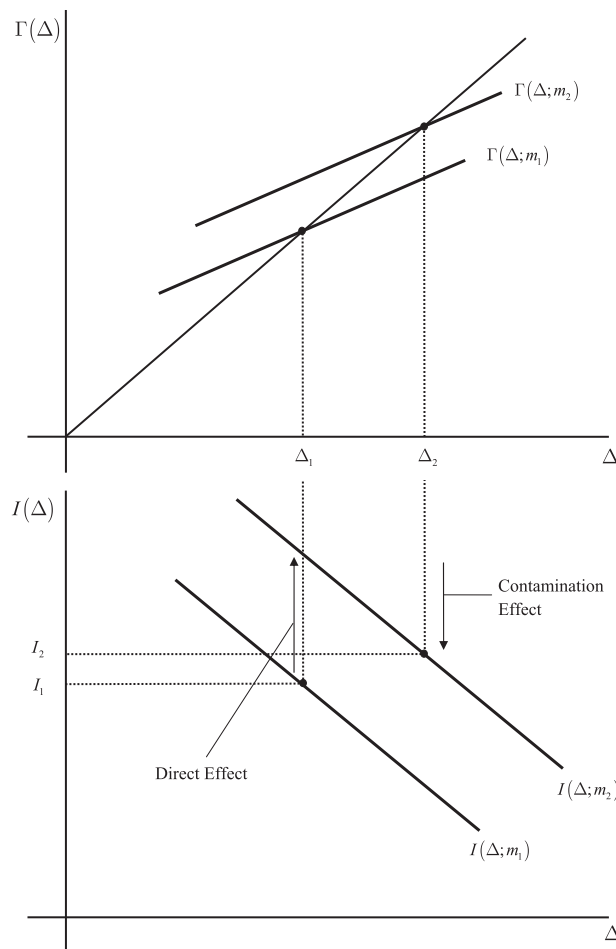 Γ(Δ)
Γ(Δ;m₂)
Γ(Δ;m₁)
Δ₁
Δ₂
Δ
I(Δ)
Contamination
Effect
I₂
I₁
Direct Effect
I(Δ;m₂)
I(Δ;m₁)
Δ